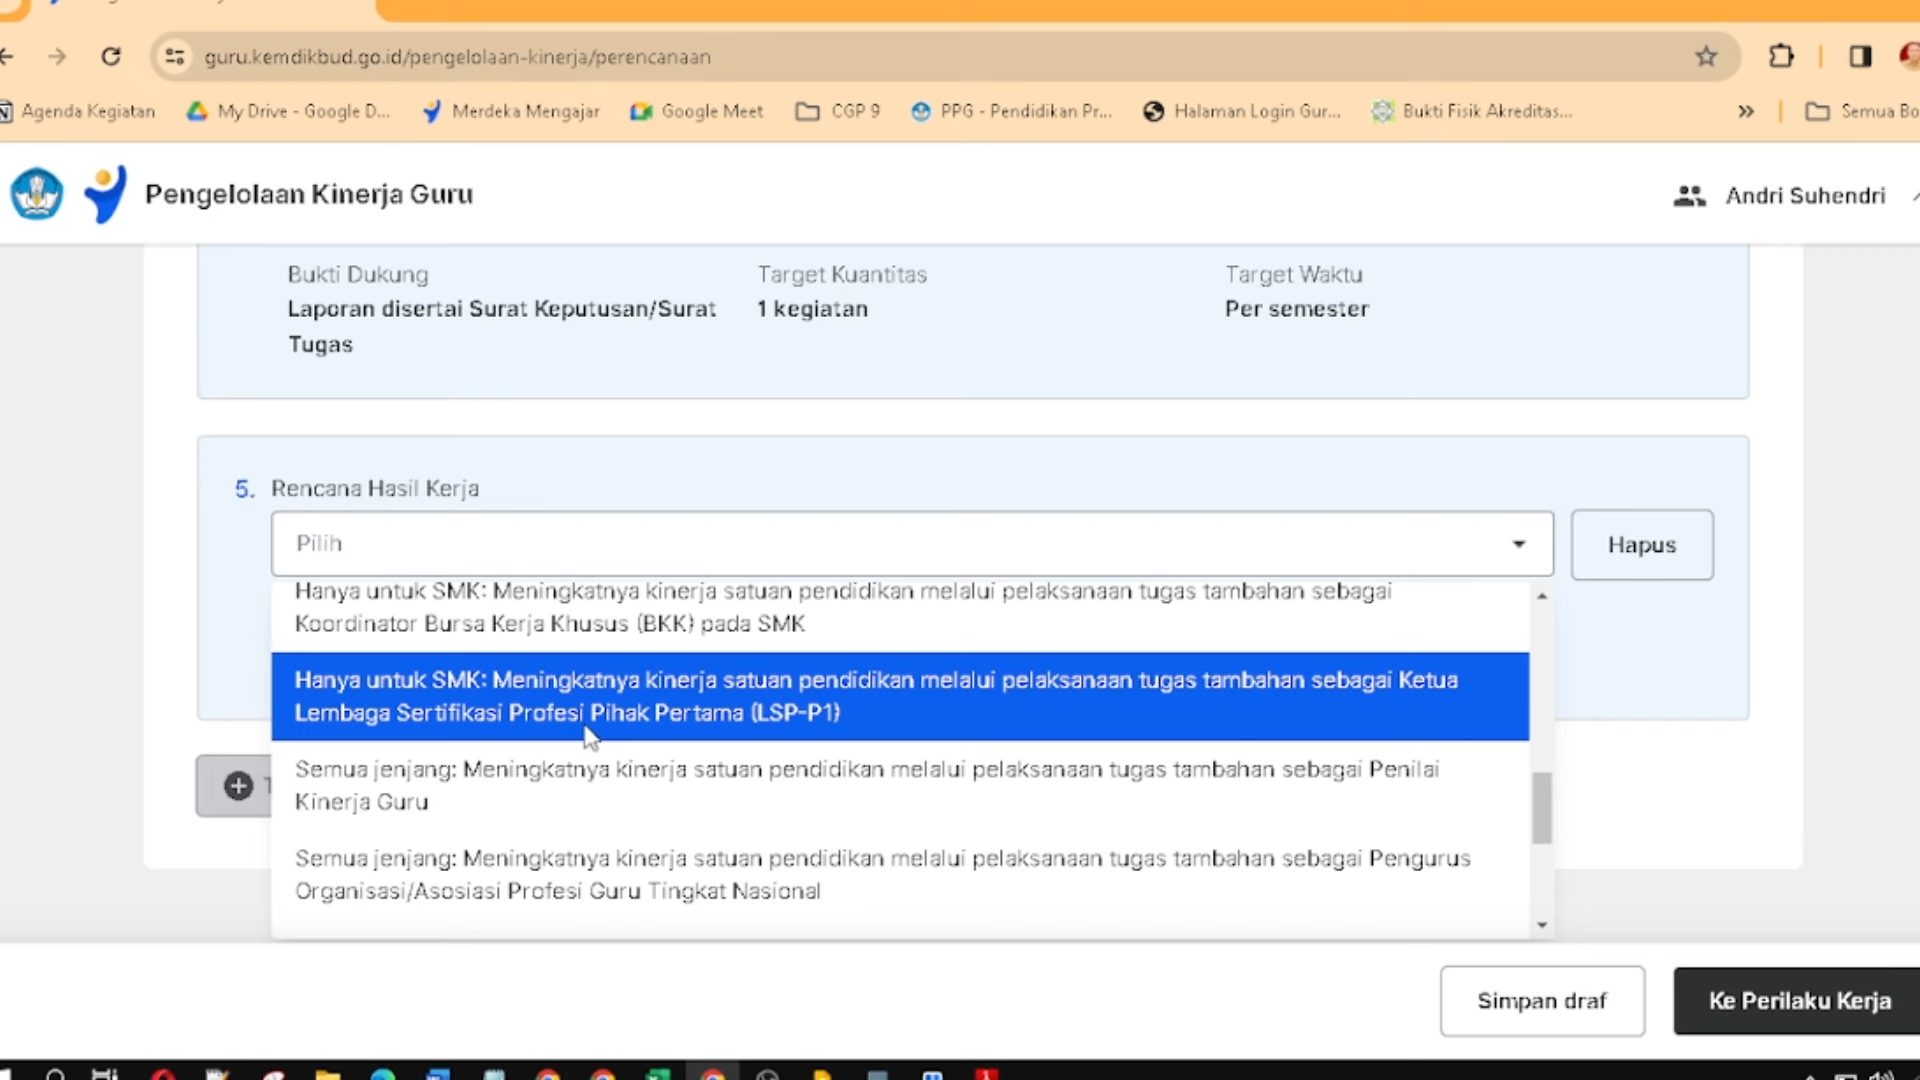 guru.kemdikbud.go.id/pengelolaan-kinerja/perencanaan
Agenda Kegiatan
My Drive - Google D...
Merdeka Mengajar
Google Meet
CGP 9
PPG - Pendidikan Pr...
Halaman Login Gur...
Bukti Fisik Akreditas...
»
Semua Bo
Pengelolaan Kinerja Guru
Andri Suhendri
Bukti Dukung
Laporan disertai Surat Keputusan/Surat
Tugas
Target Kuantitas
1 kegiatan
Target Waktu
Per semester
5. Rencana Hasil Kerja
Pilih
Hapus
Hanya untuk SMK: Meningkatnya kinerja satuan pendidikan melalui pelaksanaan tugas tambahan sebagai
Koordinator Bursa Kerja Khusus (BKK) pada SMK
Hanya untuk SMK: Meningkatnya kinerja satuan pendidikan melalui pelaksanaan tugas tambahan sebagai Ketua
Lembaga Sertifikasi Profesi Pihak Pertama (LSP-P1)
Semua jenjang: Meningkatnya kinerja satuan pendidikan melalui pelaksanaan tugas tambahan sebagai Penilai
Kinerja Guru
Semua jenjang: Meningkatnya kinerja satuan pendidikan melalui pelaksanaan tugas tambahan sebagai Pengurus
Organisasi/Asosiasi Profesi Guru Tingkat Nasional
Simpan draf
Ke Perilaku Kerja